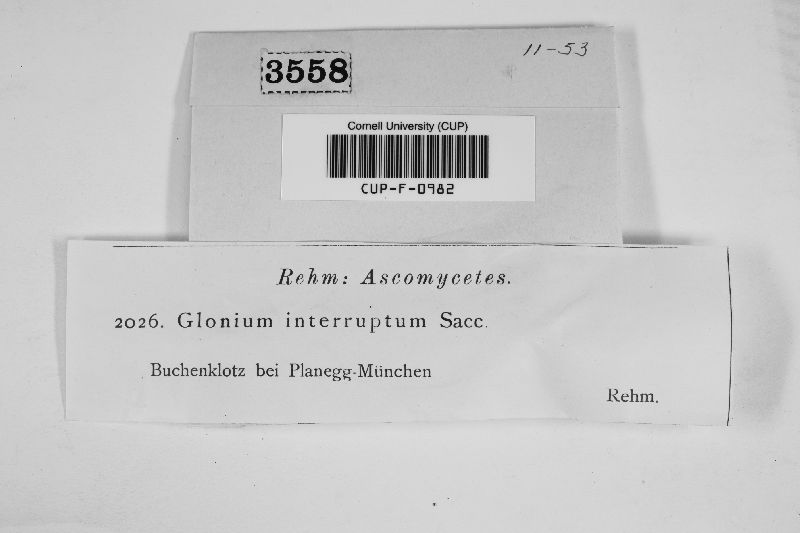 3558
11-53
Cornell University (CUP)
CUP-F-0982
Rehm: Ascomycetes.
2026. Glonium interruptum Sacc.
Buchenklotz bei Planegg-München
Rehm.